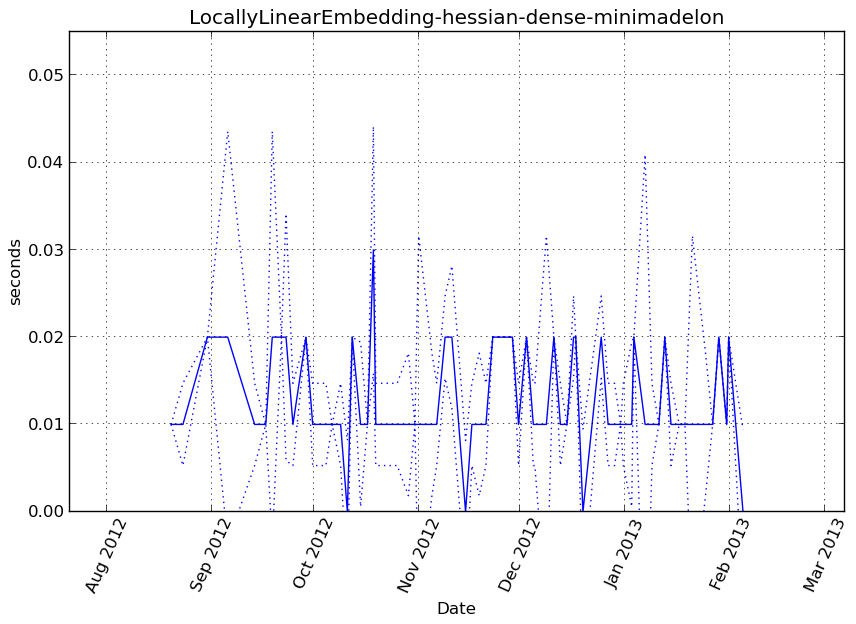 LocallyLinearEmbedding-hessian-dense-minimadelon
0.05
0.04
0.03
0.02
0.01
0.00
seconds
Aug 2012
Sep 2012
Oct 2012
Nov 2012
Dec 2012
Jan 2013
Feb 2013
Mar 2013
Date